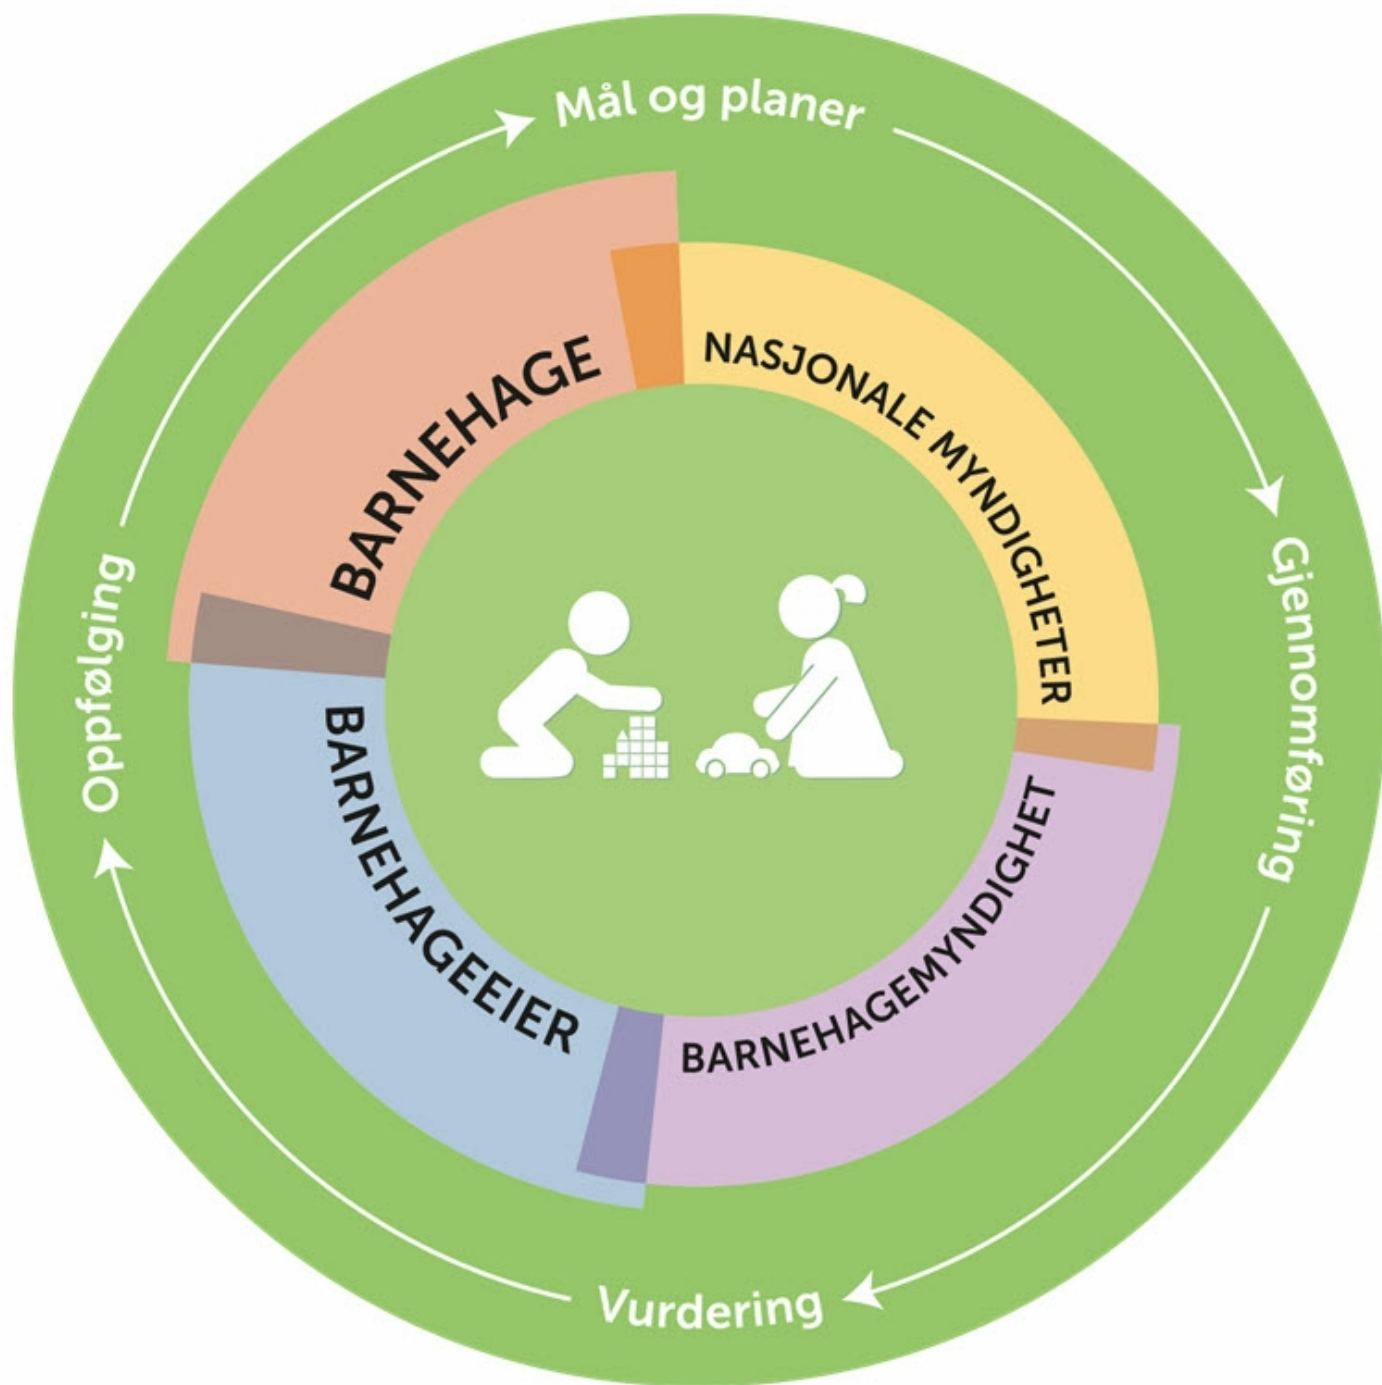 Mål og planer
Gjennomføring
Vurdering
Oppfølging
BARNEHAGE
NASJONALE MYNDIGHETER
BARNEHAGEMYNDIGHET
BARNEHAGEEIER